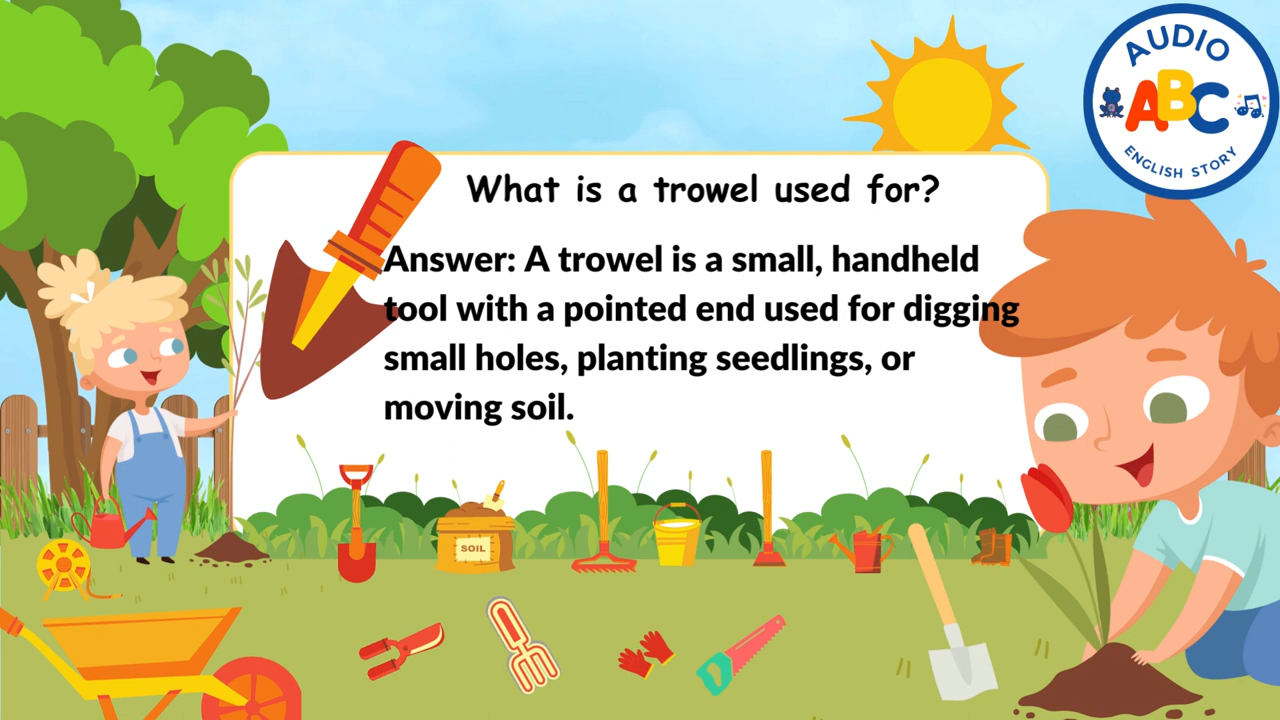 AUDIO
ABC
ENGLISH STORY
What is a trowel used for?
Answer: A trowel is a small, handheld
tool with a pointed end used for digging
small holes, planting seedlings, or
moving soil.
SOIL